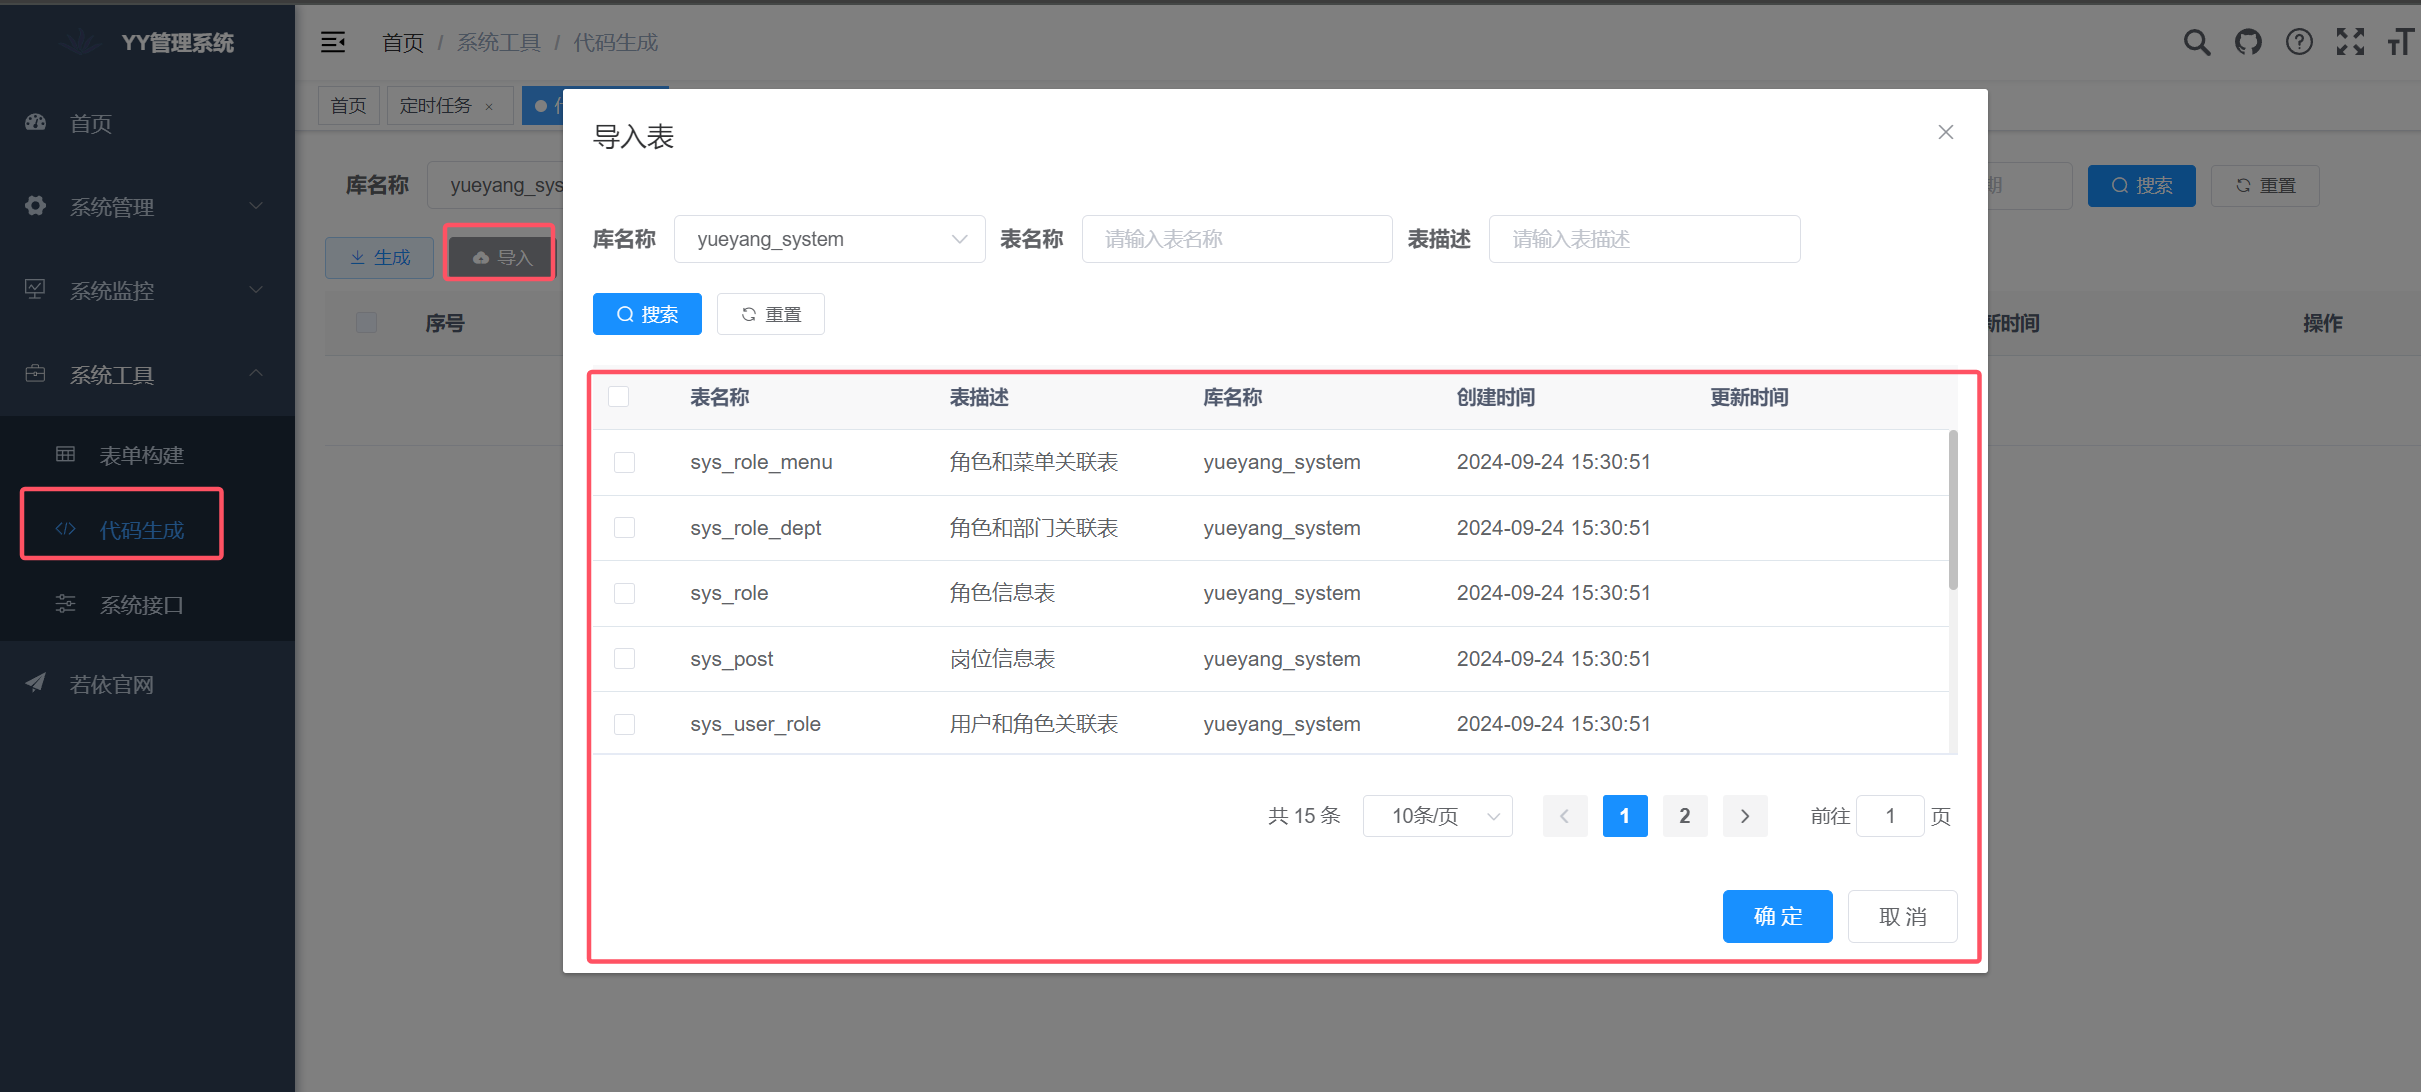 YY管理系统
首页 / 系统工具 / 代码生成
首页
定时任务 ×
首页
系统管理
系统监控
系统工具
表单构建
代码生成
系统接口
若依官网
库名称 yueyang_sys
搜索
重置
生成
导入
序号
新时间
操作
导入表
库名称 yueyang_system 表名称 请输入表名称 表描述 请输入表描述
搜索 重置
表名称 表描述 库名称 创建时间 更新时间
sys_role_menu 角色和菜单关联表 yueyang_system 2024-09-24 15:30:51
sys_role_dept 角色和部门关联表 yueyang_system 2024-09-24 15:30:51
sys_role 角色信息表 yueyang_system 2024-09-24 15:30:51
sys_post 岗位信息表 yueyang_system 2024-09-24 15:30:51
sys_user_role 用户和角色关联表 yueyang_system 2024-09-24 15:30:51
共 15 条 10条/页 1 2 前往 1 页
确 定 取 消